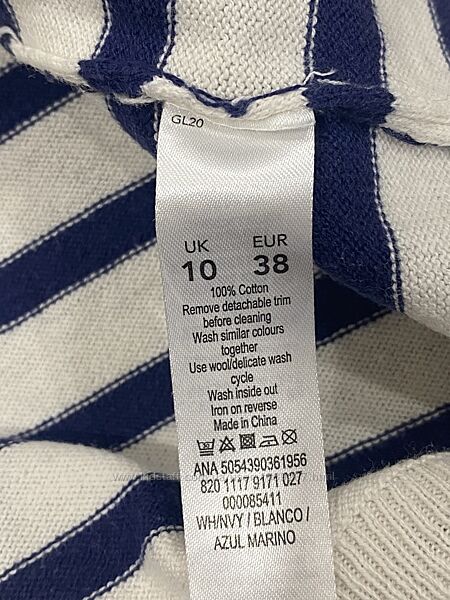 GL20
UK EUR
10 38
100% Cotton
Remove detachable trim
before cleaning
Wash similar colours
together
Use wool/delicate wash
cycle
Wash inside out
Iron on reverse
Made in China
ANA 5054390361956
820 1117 9171 027
000085411
WH/NVY / BLANCO /
AZUL MARINO